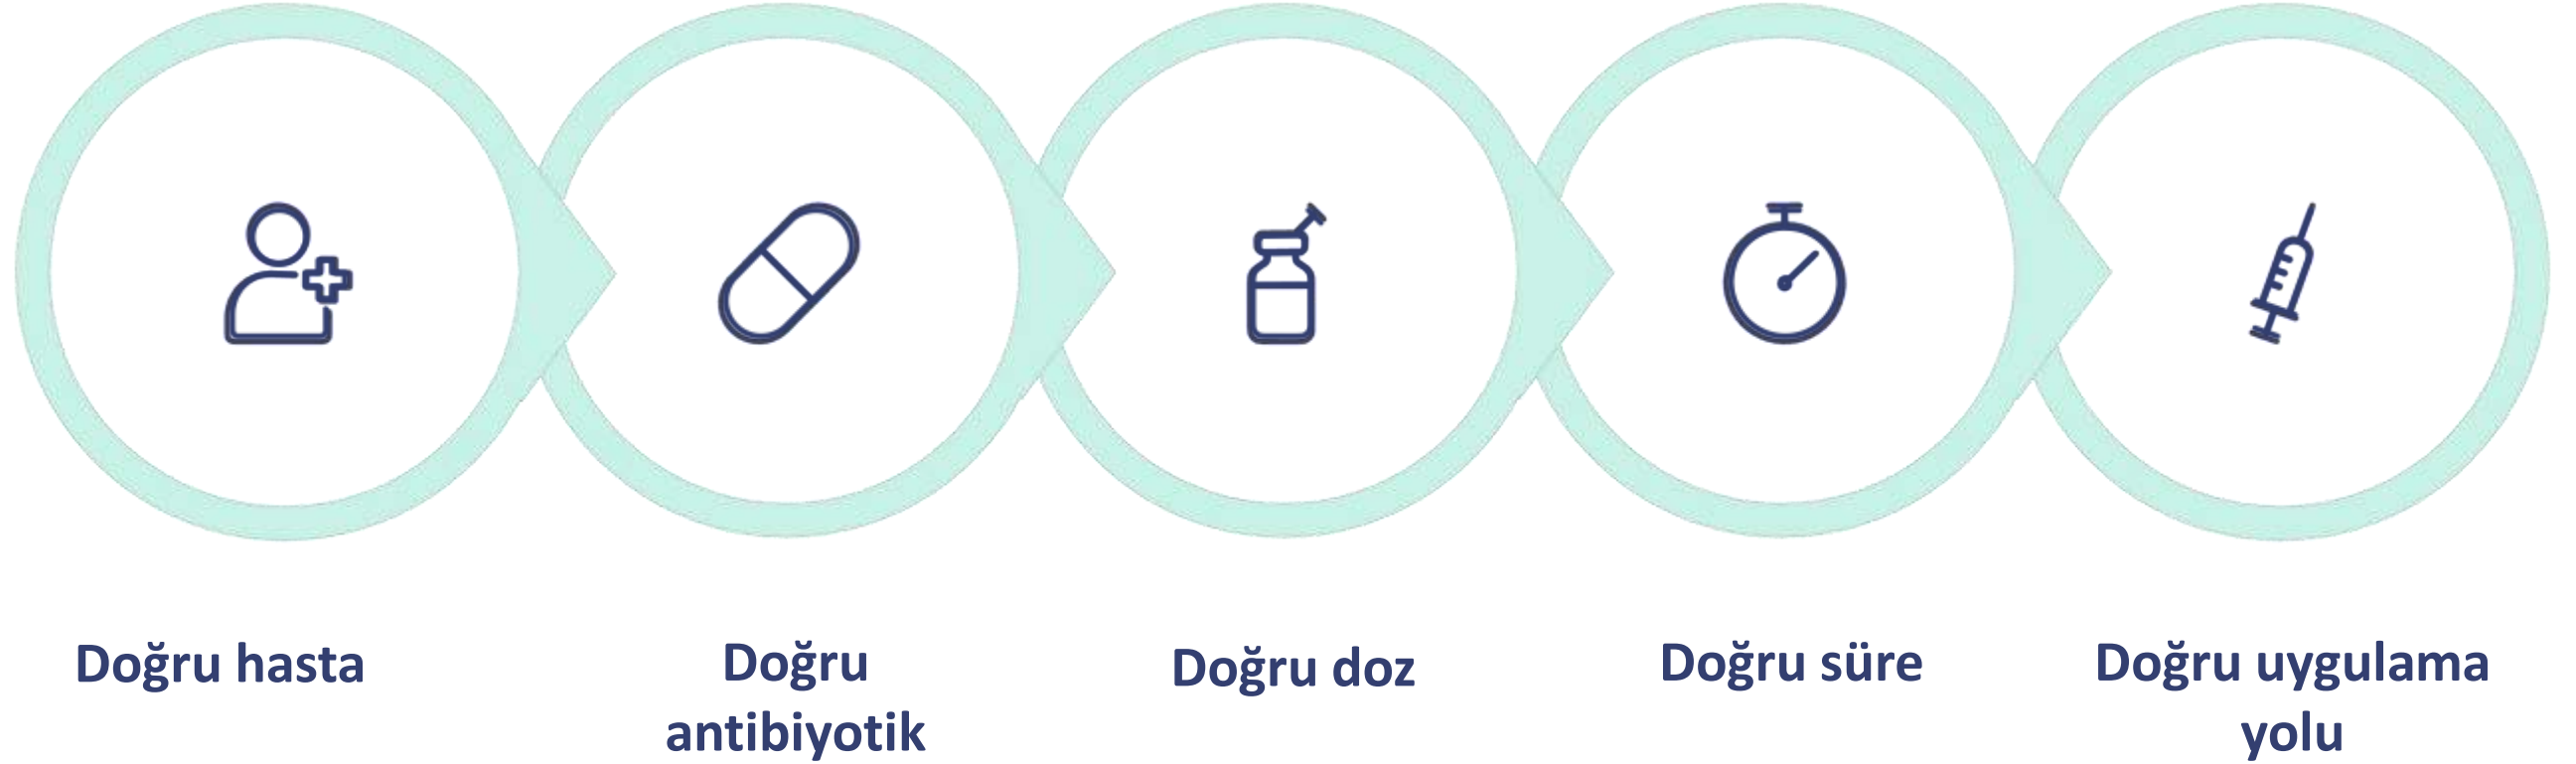 Doğru hasta
Doğru
antibiyotik
Doğru doz
Doğru süre
Doğru uygulama
yolu